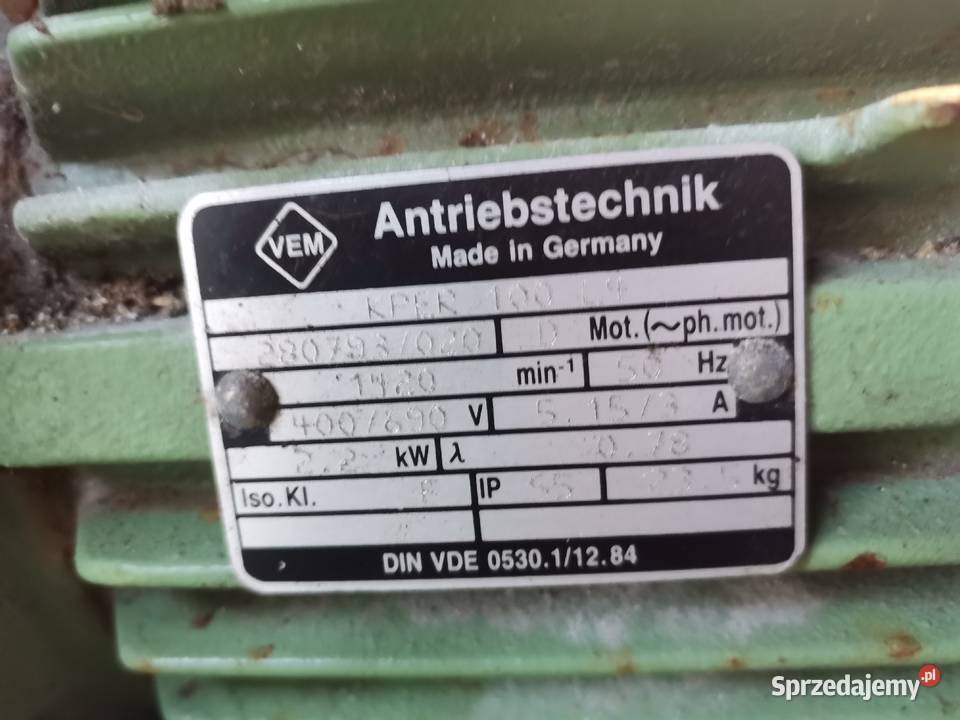 VEM
Antriebstechnik
Made in Germany
KPER 100 L4
280793/020 D Mot.(~ph.mot.)
1420 min-1 50 Hz
400/690 V 5.15/3 A
2.2 kW λ 0.78
Iso.Kl. F IP 55 kg
DIN VDE 0530.1/12.84
Sprzedajemy.pl